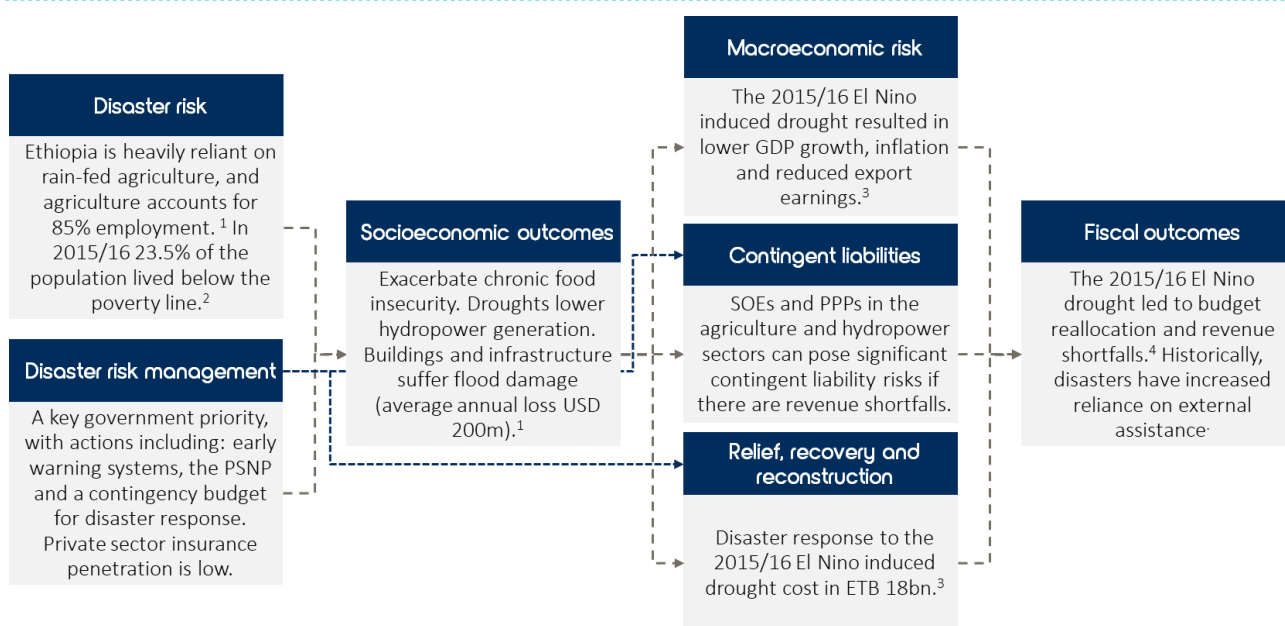 Disaster risk
Ethiopia is heavily reliant on
rain-fed agriculture, and
agriculture accounts for
85% employment. ¹ In
2015/16 23.5% of the
population lived below the
poverty line.²
Disaster risk management
A key government priority,
with actions including: early
warning systems, the PSNP
and a contingency budget
for disaster response.
Private sector insurance
penetration is low.
Socioeconomic outcomes
Exacerbate chronic food
insecurity. Droughts lower
hydropower generation.
Buildings and infrastructure
suffer flood damage
(average annual loss USD
200m).¹
Macroeconomic risk
The 2015/16 El Nino
induced drought resulted in
lower GDP growth, inflation
and reduced export
earnings.³
Contingent liabilities
SOEs and PPPs in the
agriculture and hydropower
sectors can pose significant
contingent liability risks if
there are revenue shortfalls.
Relief, recovery and
reconstruction
Disaster response to the
2015/16 El Nino induced
drought cost in ETB 18bn.³
Fiscal outcomes
The 2015/16 El Nino
drought led to budget
reallocation and revenue
shortfalls.⁴ Historically,
disasters have increased
reliance on external
assistance.